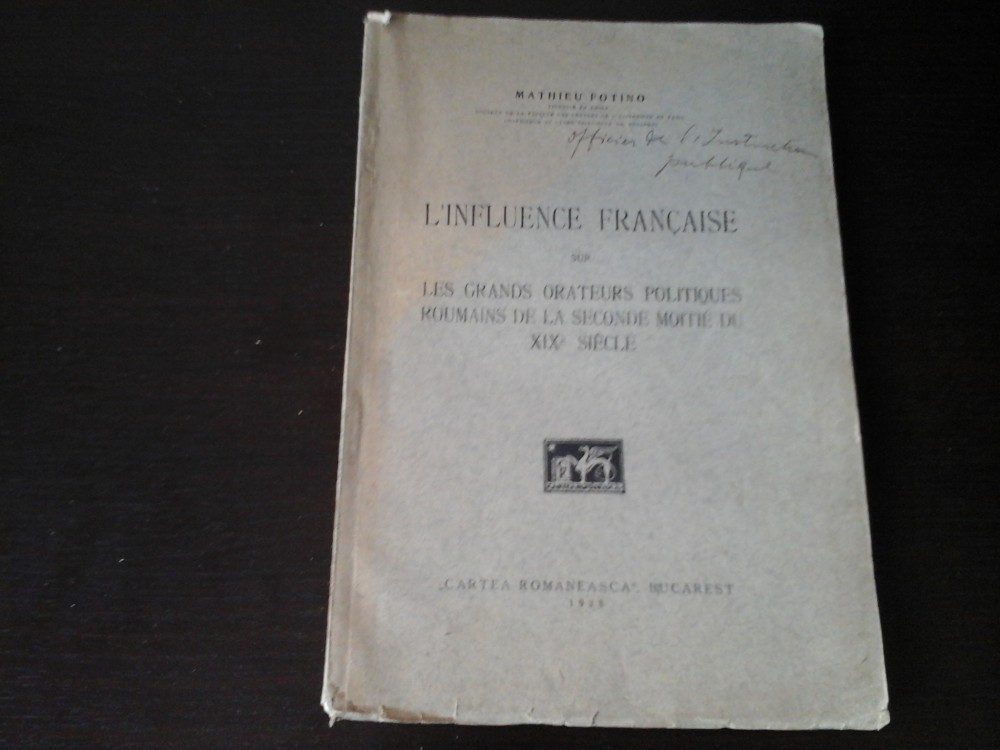 MATHIEU FOTINO
officier de l'Instruction
publique
L'INFLUENCE FRANÇAISE
SUR
LES GRANDS ORATEURS POLITIQUES
ROUMAINS DE LA SECONDE MOITIÉ DU
XIXe SIÈCLE
„CARTEA ROMANEASCA", BUCAREST